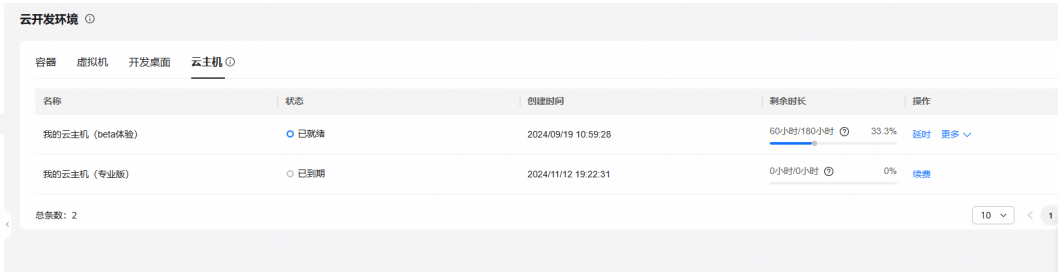 云开发环境
容器 虚拟机 开发桌面 云主机
名称 状态 创建时间 剩余时长 操作
我的云主机（beta体验） 已就绪 2024/09/19 10:59:28 60小时/180小时 33.3% 延时 更多
我的云主机（专业版） 已到期 2024/11/12 19:22:31 0小时/0小时 0% 续费
总条数：2 10 1